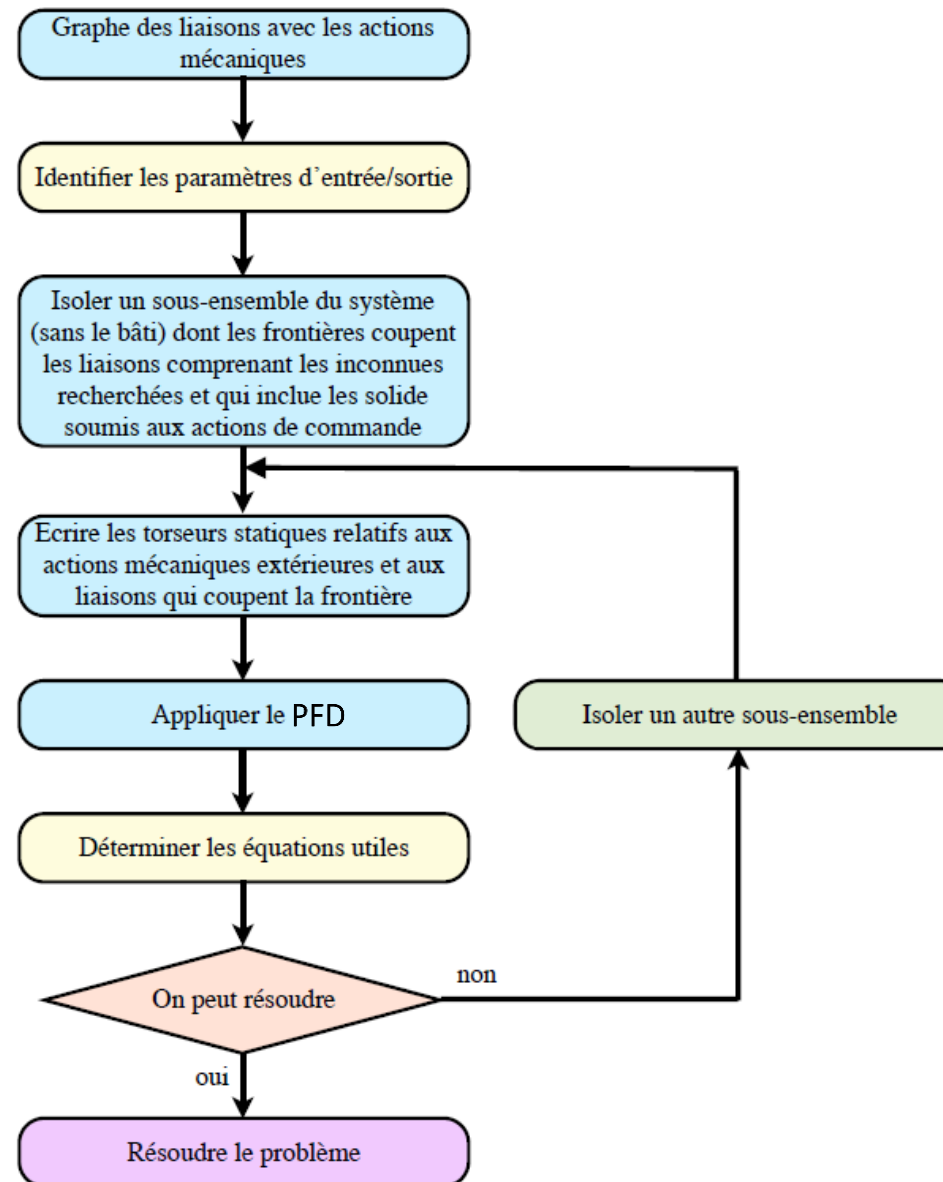 Graphe des liaisons avec les actions
mécaniques
Identifier les paramètres d'entrée/sortie
Isoler un sous-ensemble du système
(sans le bâti) dont les frontières coupent
les liaisons comprenant les inconnues
recherchées et qui inclue les solide
soumis aux actions de commande
Ecrire les torseurs statiques relatifs aux
actions mécaniques extérieures et aux
liaisons qui coupent la frontière
Appliquer le PFD
Isoler un autre sous-ensemble
Déterminer les équations utiles
On peut résoudre
non
oui
Résoudre le problème